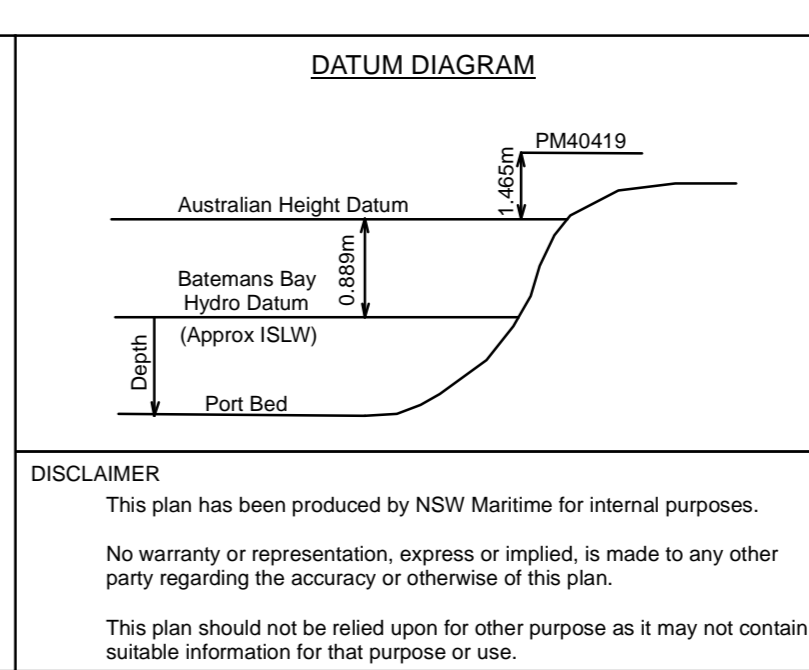 DATUM DIAGRAM
PM40419
1.465m
Australian Height Datum
0.889m
Batemans Bay
Hydro Datum
(Approx ISLW)
Depth
Port Bed
DISCLAIMER
This plan has been produced by NSW Maritime for internal purposes.
No warranty or representation, express or implied, is made to any other
party regarding the accuracy or otherwise of this plan.
This plan should not be relied upon for other purpose as it may not contain
suitable information for that purpose or use.